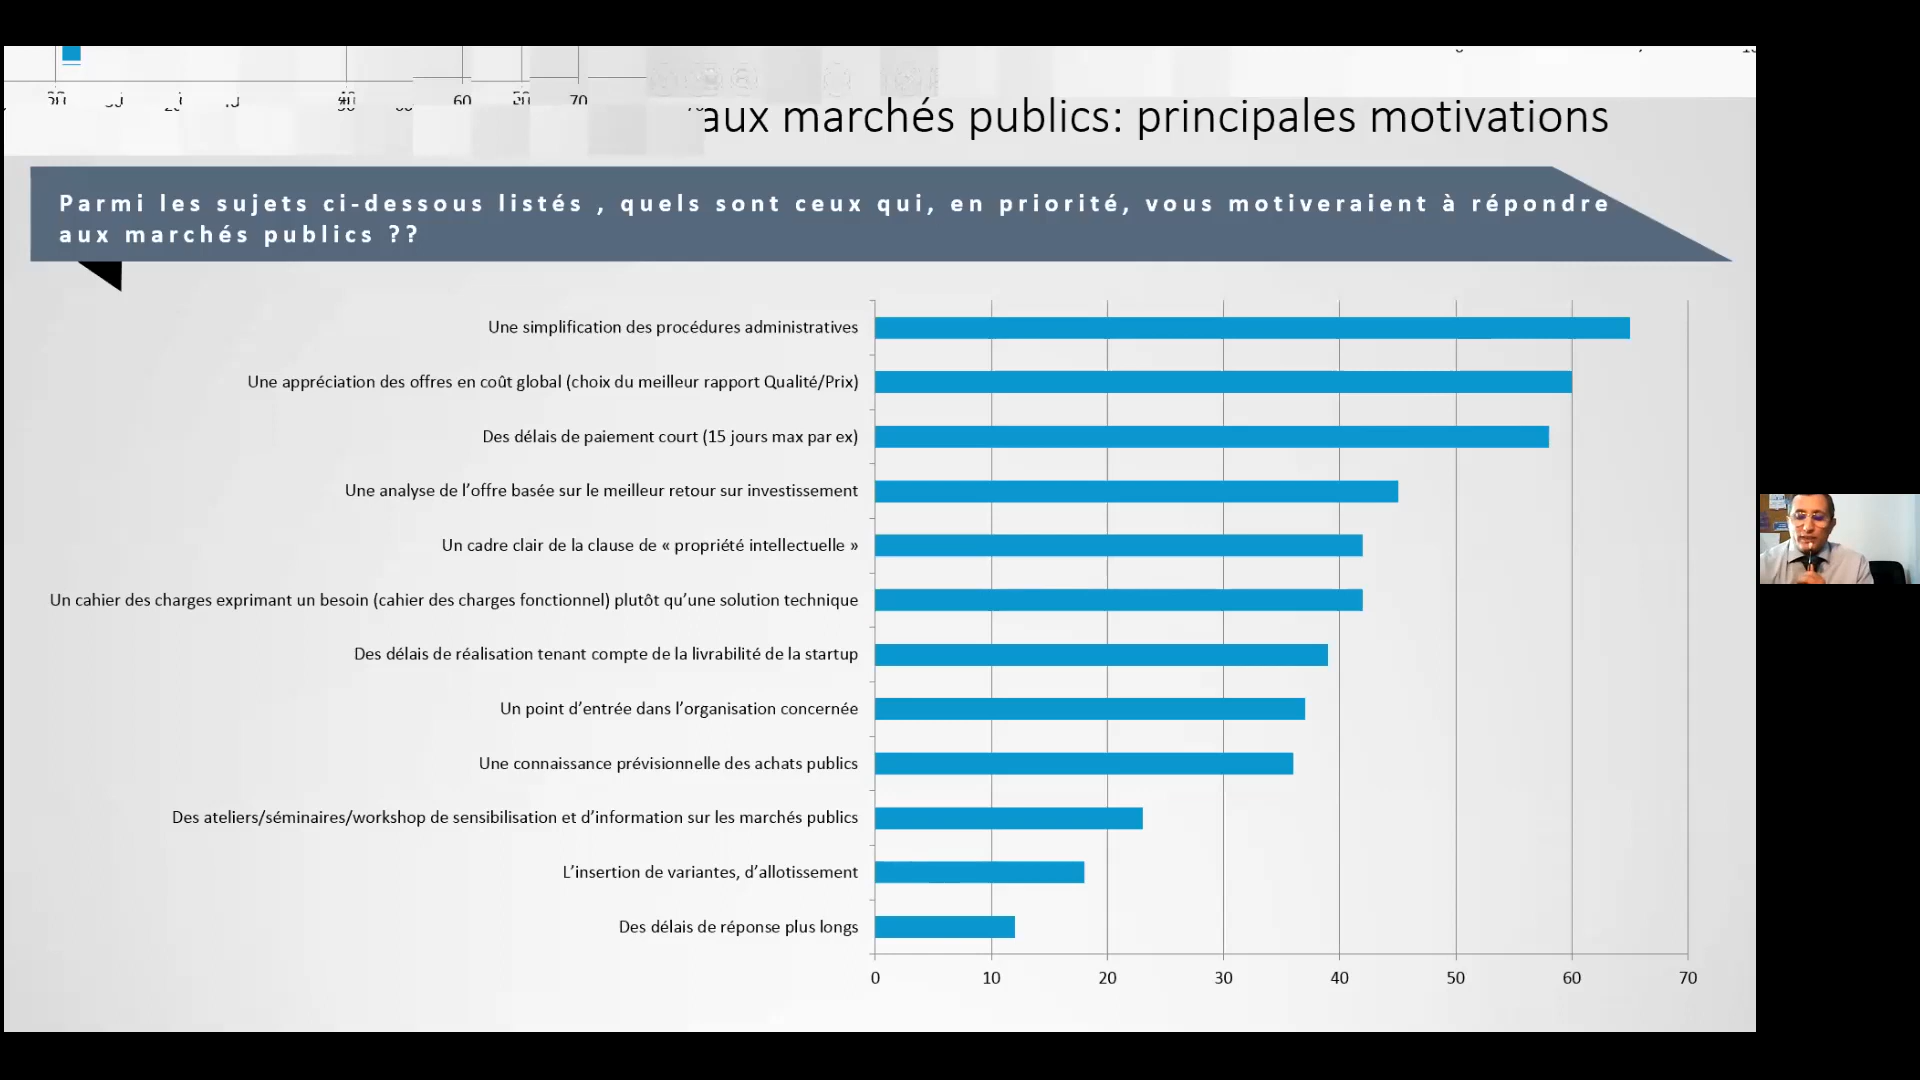 60
70
aux marchés publics: principales motivations
Parmi les sujets ci-dessous listés , quels sont ceux qui, en priorité, vous motiveraient à répondre
aux marchés publics ??
Une simplification des procédures administratives
Une appréciation des offres en coût global (choix du meilleur rapport Qualité/Prix)
Des délais de paiement court (15 jours max par ex)
Une analyse de l’offre basée sur le meilleur retour sur investissement
Un cadre clair de la clause de « propriété intellectuelle »
Un cahier des charges exprimant un besoin (cahier des charges fonctionnel) plutôt qu’une solution technique
Des délais de réalisation tenant compte de la livrabilité de la startup
Un point d’entrée dans l’organisation concernée
Une connaissance prévisionnelle des achats publics
Des ateliers/séminaires/workshop de sensibilisation et d’information sur les marchés publics
L’insertion de variantes, d’allotissement
Des délais de réponse plus longs
0 10 20 30 40 50 60 70